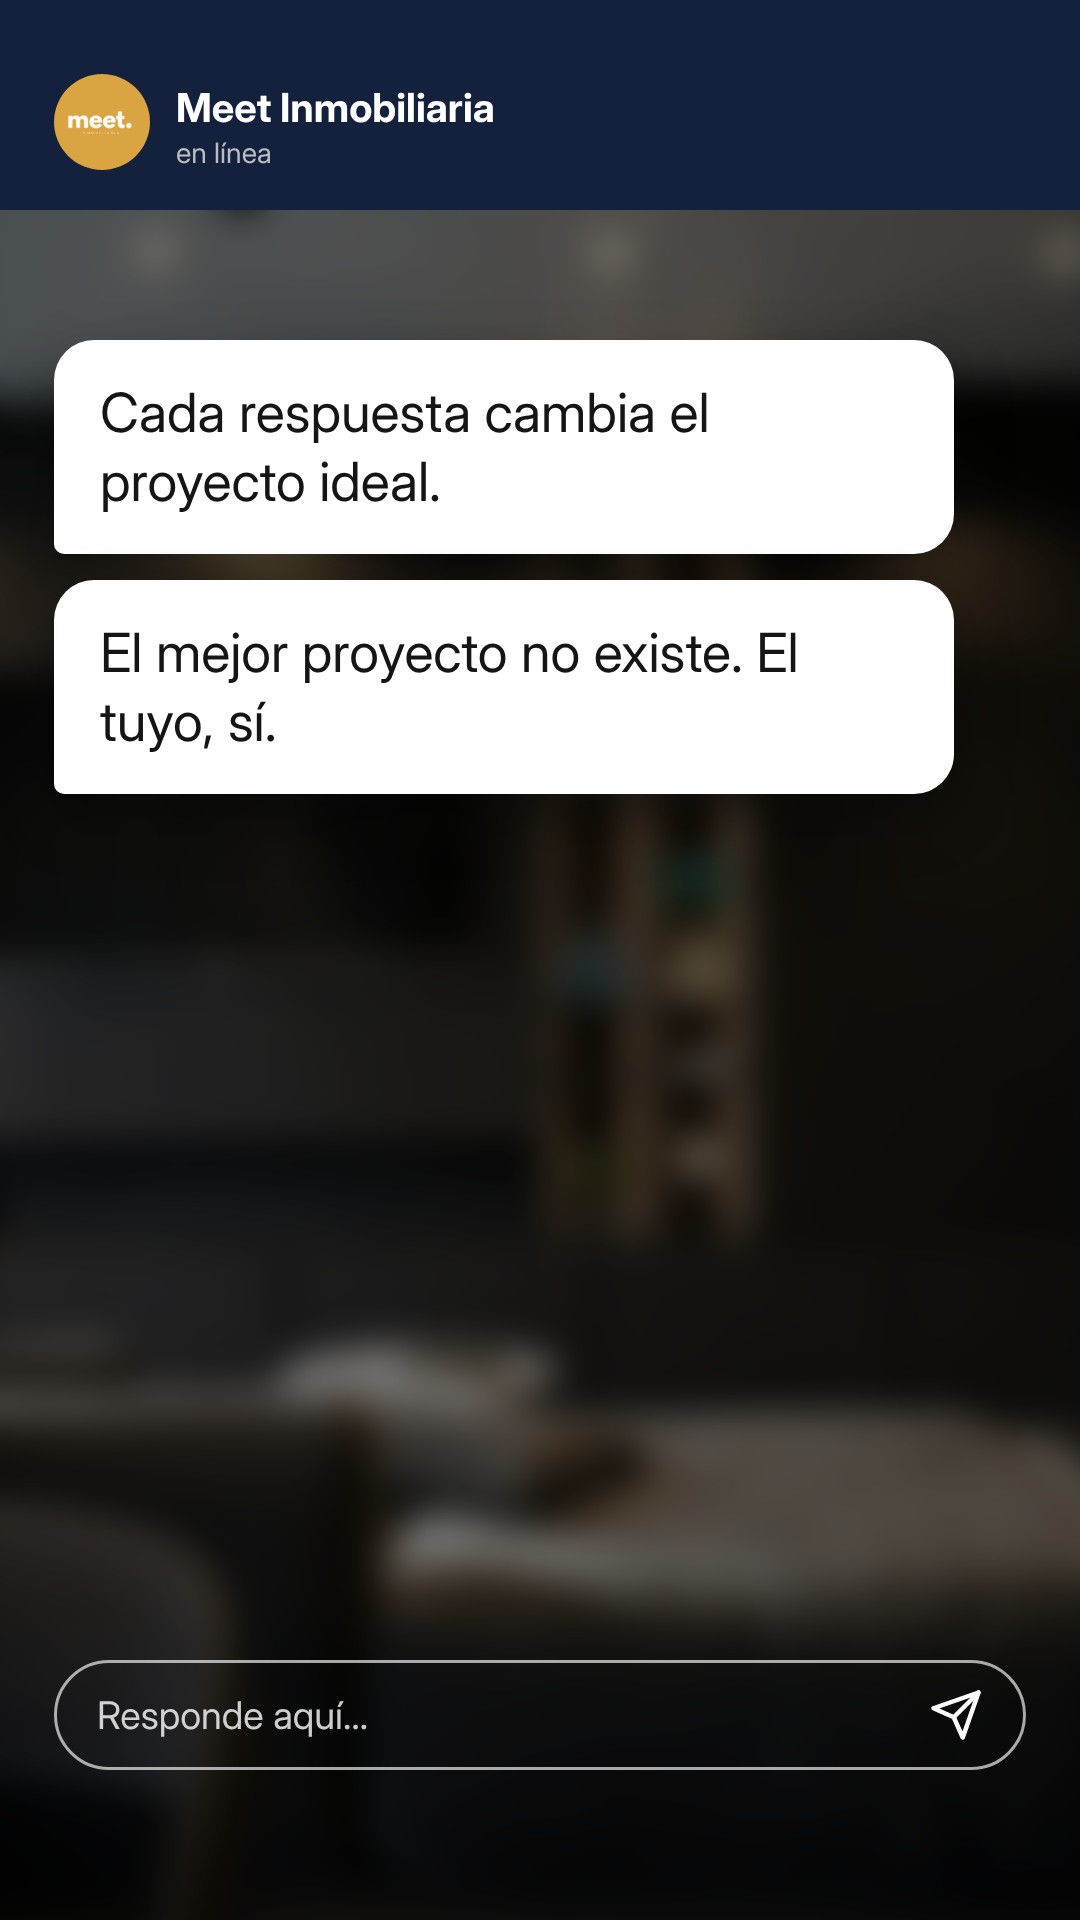 meet.
Meet Inmobiliaria
en línea
Cada respuesta cambia el
proyecto ideal.
El mejor proyecto no existe. El
tuyo, sí.
Responde aquí...